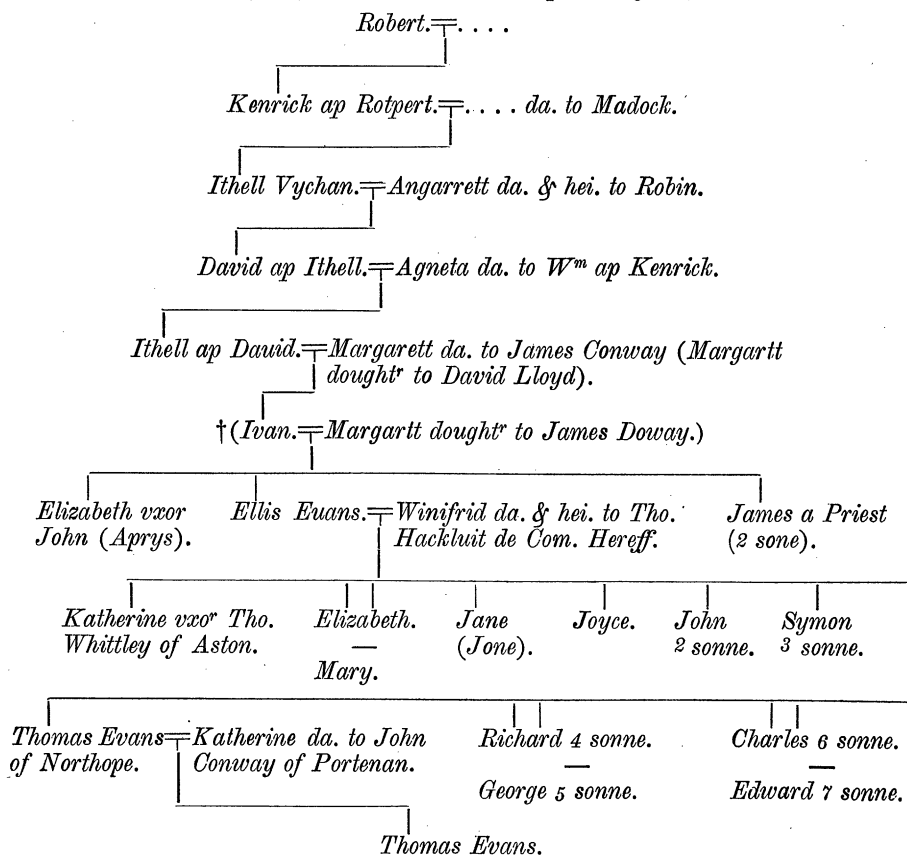 Robert. . . . .
Kenrick ap Rotpert. . . . . da. to Madock.
Ithell Vychan. Angarrett da. & hei. to Robin.
David ap Ithell. Agneta da. to Wᵐ ap Kenrick.
Ithell ap Dauid. Margarett da. to James Conway (Margartt
doughtʳ to David Lloyd).
†(Ivan. Margartt doughtʳ to James Doway.)
Elizabeth vxor
John (Aprys).
Ellis Euans. Winifrid da. & hei. to Tho.
Hackluit de Com. Hereff.
James a Priest
(2 sone).
Katherine vxoʳ Tho.
Whittley of Aston.
Elizabeth.
—
Mary.
Jane
(Jone).
Joyce.
John
2 sonne.
Symon
3 sonne.
Thomas Evans
of Northope.
Katherine da. to John
Conway of Portenan.
Richard 4 sonne.
—
George 5 sonne.
Charles 6 sonne.
—
Edward 7 sonne.
Thomas Evans.